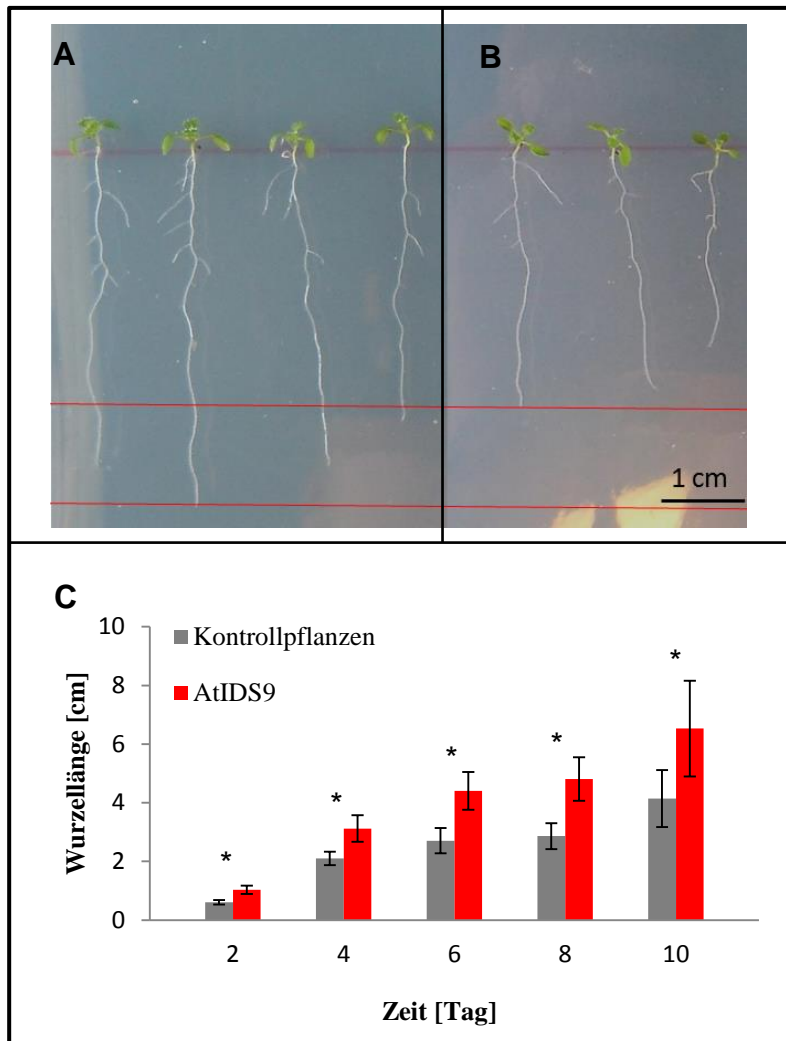 A
B
1 cm
C
10
8
6
4
2
0
Wurzellänge [cm]
Kontrollpflanzen
AtIDS9
*
*
*
*
*
2 4 6 8 10
Zeit [Tag]